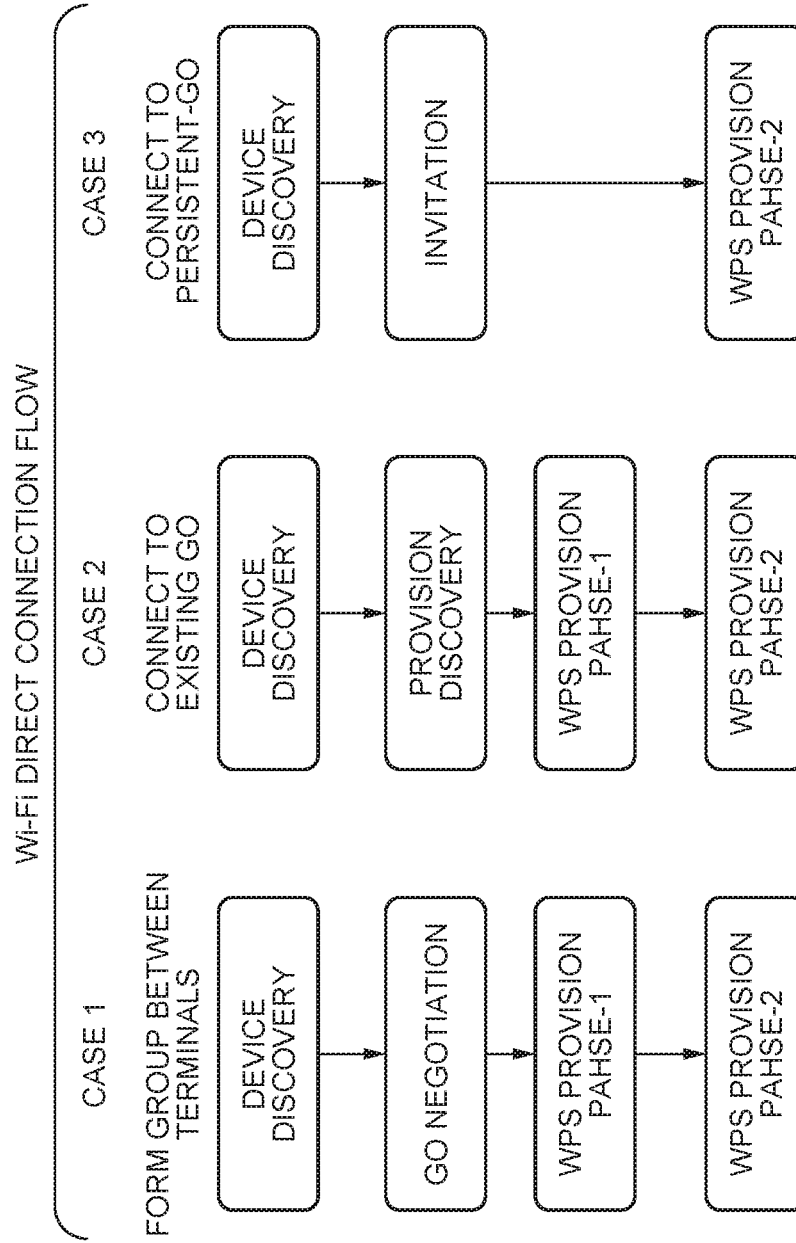 Wi-Fi DIRECT CONNECTION FLOW
CASE 1
FORM GROUP BETWEEN
TERMINALS
DEVICE
DISCOVERY
GO NEGOTIATION
WPS PROVISION
PAHSE-1
WPS PROVISION
PAHSE-2
CASE 2
CONNECT TO
EXISTING GO
DEVICE
DISCOVERY
PROVISION
DISCOVERY
WPS PROVISION
PAHSE-1
WPS PROVISION
PAHSE-2
CASE 3
CONNECT TO
PERSISTENT-GO
DEVICE
DISCOVERY
INVITATION
WPS PROVISION
PAHSE-2